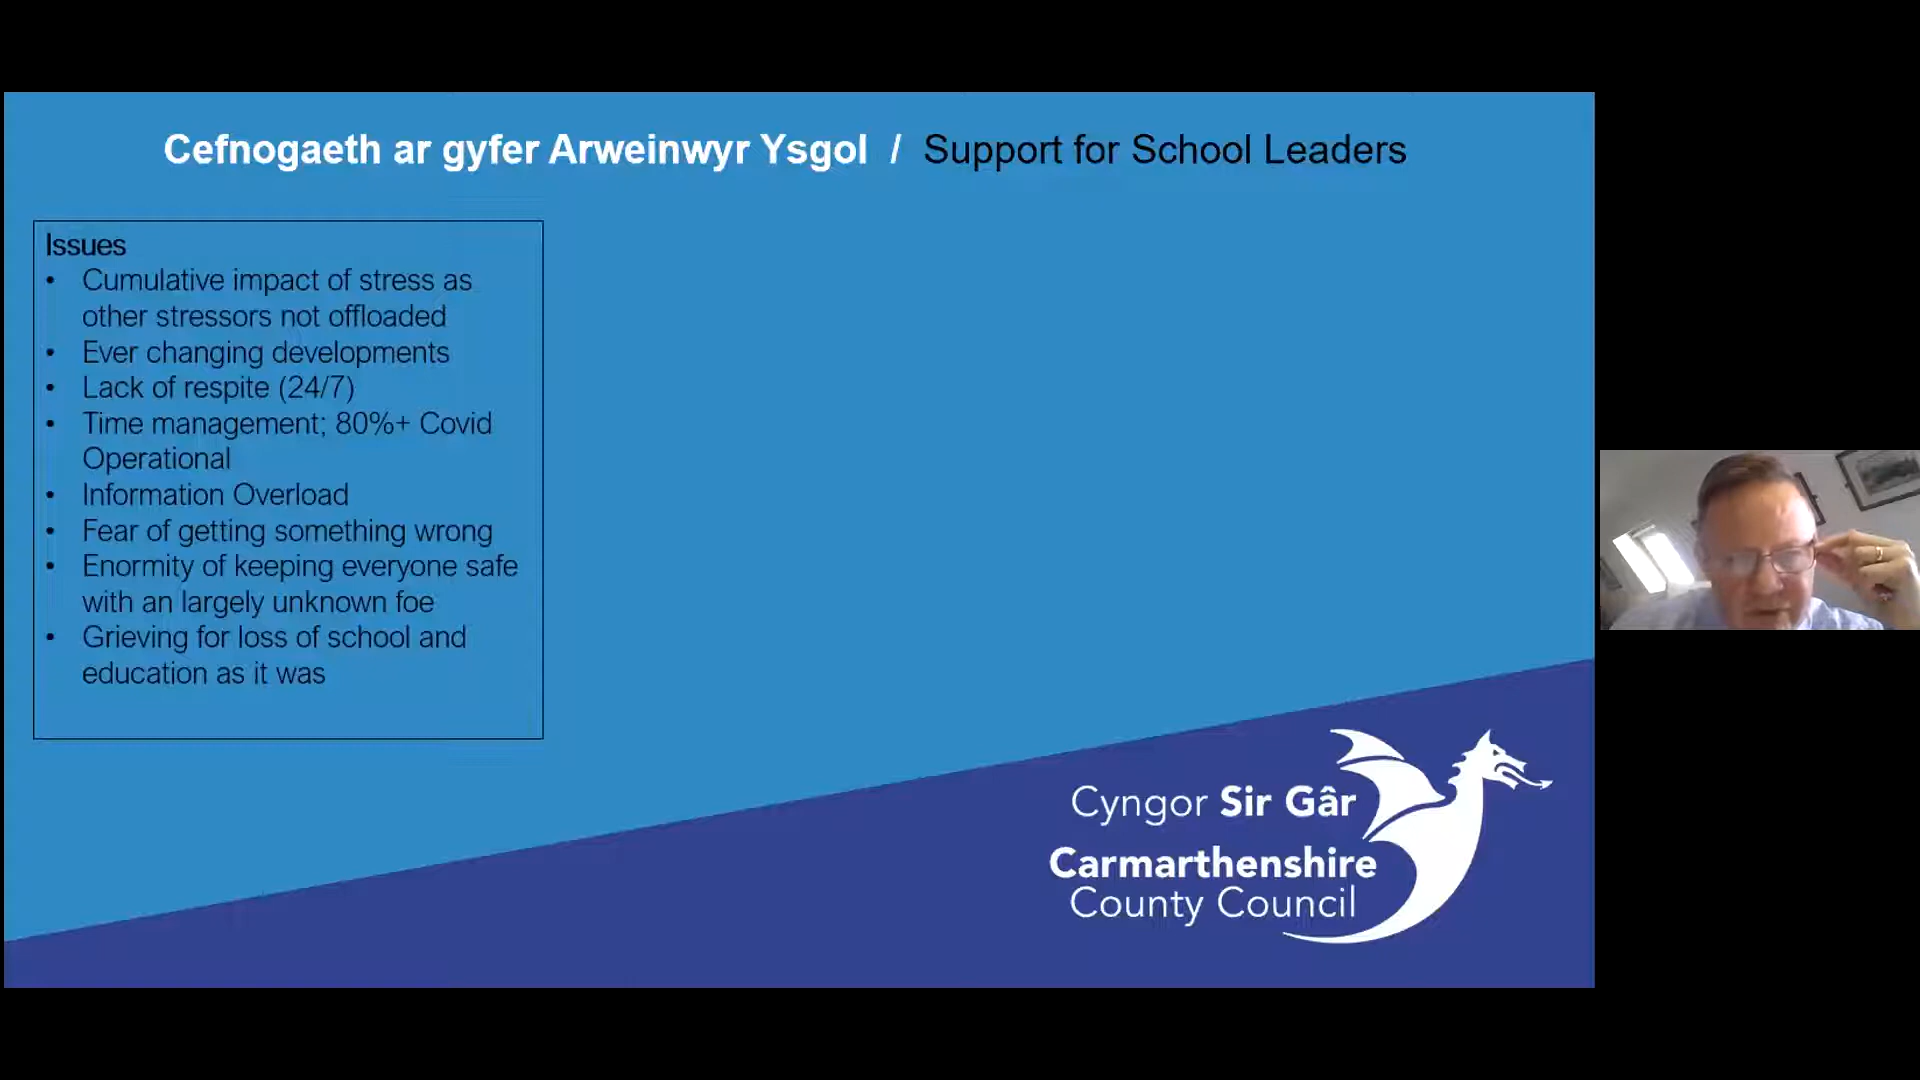 Cefnogaeth ar gyfer Arweinwyr Ysgol / Support for School Leaders
Issues
• Cumulative impact of stress as
other stressors not offloaded
• Ever changing developments
• Lack of respite (24/7)
• Time management; 80%+ Covid
Operational
• Information Overload
• Fear of getting something wrong
• Enormity of keeping everyone safe
with an largely unknown foe
• Grieving for loss of school and
education as it was
Cyngor Sir Gâr
Carmarthenshire
County Council